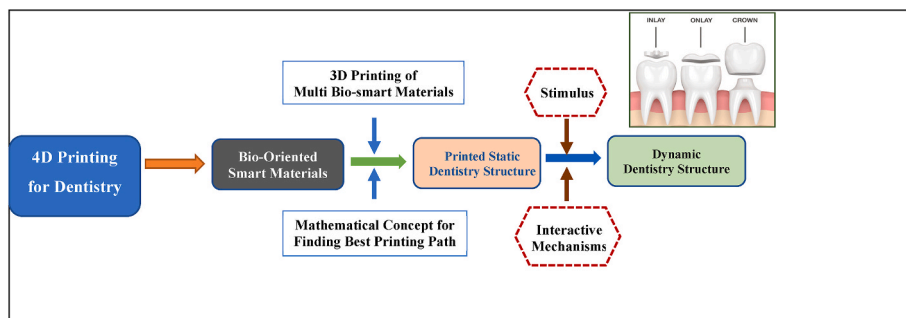 INLAY ONLAY CROWN
3D Printing of
Multi Bio-smart Materials
Stimulus
4D Printing
for Dentistry
Bio-Oriented
Smart Materials
Printed Static
Dentistry Structure
Dynamic
Dentistry Structure
Mathematical Concept for
Finding Best Printing Path
Interactive
Mechanisms